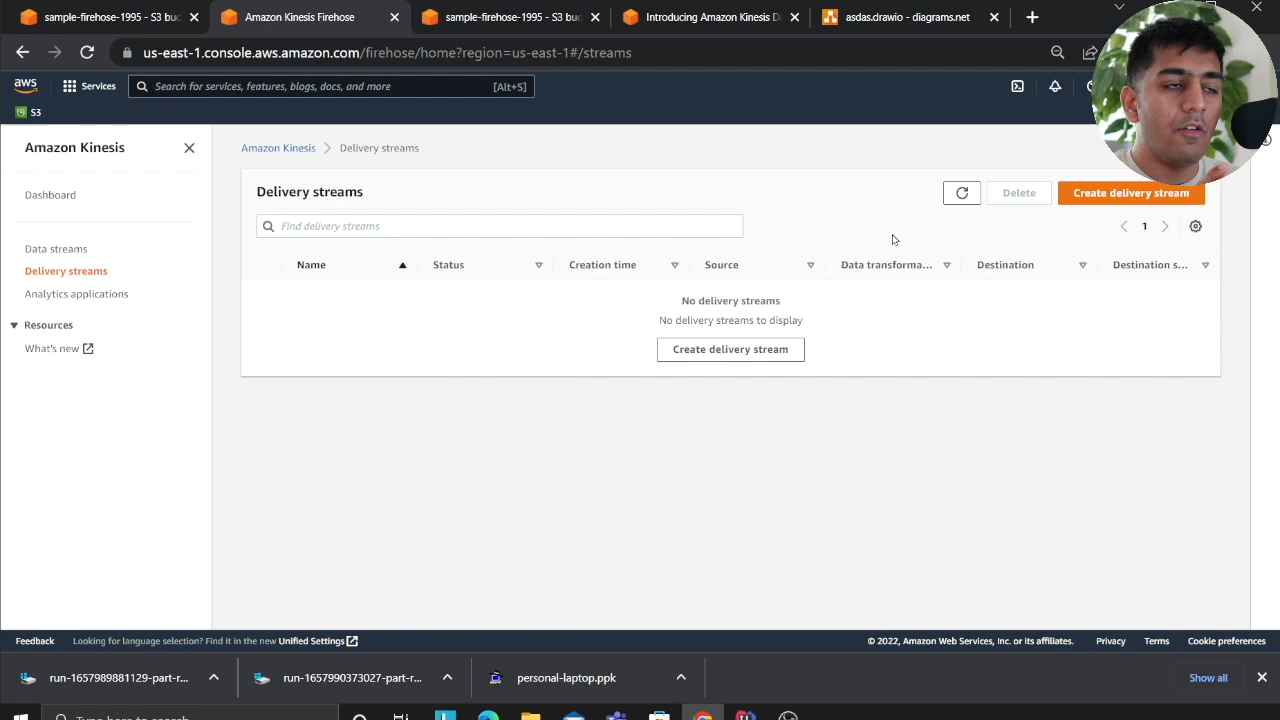 sample-firehose-1995 - S3 buc
Amazon Kinesis Firehose
sample-firehose-1995 - S3 buc
Introducing Amazon Kinesis Da
asdas.drawio - diagrams.net
us-east-1.console.aws.amazon.com/firehose/home?region=us-east-1#/streams
aws
Services
Search for services, features, blogs, docs, and more
[Alt+S]
S3
Amazon Kinesis
Dashboard
Data streams
Delivery streams
Analytics applications
Resources
What's new
Amazon Kinesis
Delivery streams
Delivery streams
Delete
Create delivery stream
Find delivery streams
1
Name
Status
Creation time
Source
Data transforma...
Destination
Destination s...
No delivery streams
No delivery streams to display
Create delivery stream
Feedback
Looking for language selection? Find it in the new Unified Settings
© 2022, Amazon Web Services, Inc. or its affiliates.
Privacy
Terms
Cookie preferences
run-1657989881129-part-r...
run-1657990373027-part-r...
personal-laptop.ppk
Show all
Type here to search